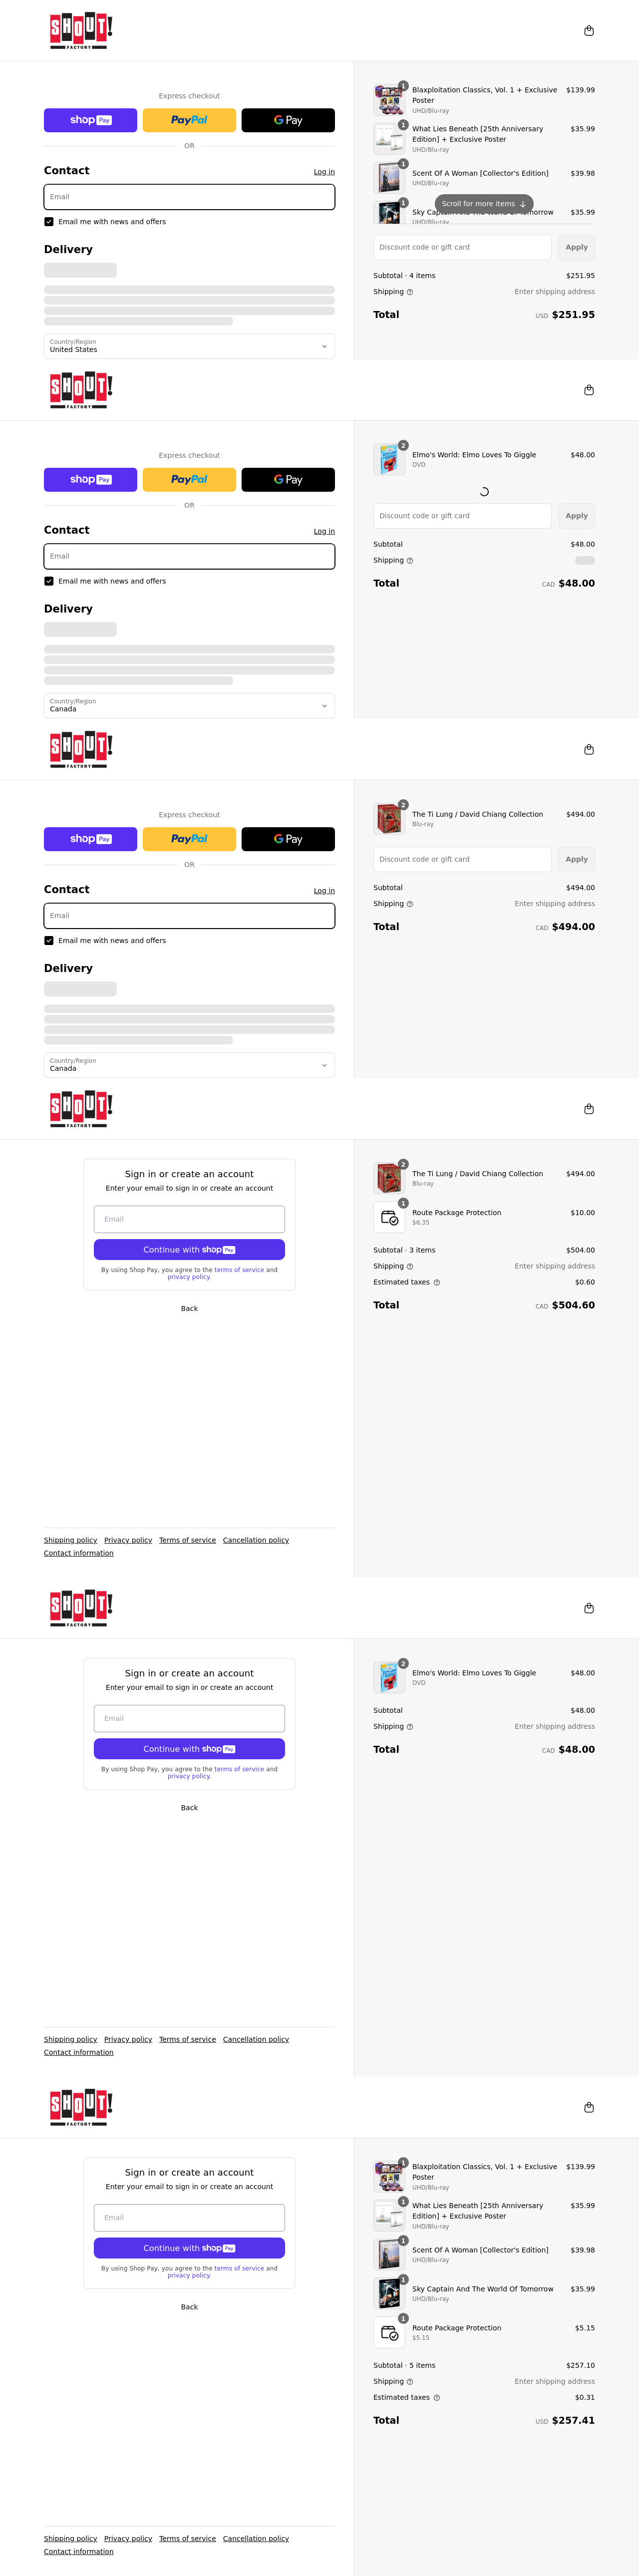 SHOUT!
FACTORY
Express checkout
shop Pay
PayPal
G Pay
OR
Contact
Log in
Email
Email me with news and offers
Delivery
Country/Region
United States
1
Blaxploitation Classics, Vol. 1 + Exclusive
Poster
UHD/Blu-ray
$139.99
1
What Lies Beneath [25th Anniversary
Edition] + Exclusive Poster
UHD/Blu-ray
$35.99
1
Scent Of A Woman [Collector's Edition]
UHD/Blu-ray
$39.98
1
Sky Captain And The World Of Tomorrow
UHD/Blu-ray
$35.99
Scroll for more items
Discount code or gift card
Apply
Subtotal · 4 items
$251.95
Shipping
Enter shipping address
Total
USD $251.95
SHOUT!
FACTORY
Express checkout
shop Pay
PayPal
G Pay
OR
Contact
Log in
Email
Email me with news and offers
Delivery
Country/Region
Canada
2
Elmo's World: Elmo Loves To Giggle
DVD
$48.00
Discount code or gift card
Apply
Subtotal
$48.00
Shipping
Total
CAD $48.00
SHOUT!
FACTORY
Express checkout
shop Pay
PayPal
G Pay
OR
Contact
Log in
Email
Email me with news and offers
Delivery
Country/Region
Canada
2
The Ti Lung / David Chiang Collection
Blu-ray
$494.00
Discount code or gift card
Apply
Subtotal
$494.00
Shipping
Enter shipping address
Total
CAD $494.00
SHOUT!
FACTORY
Sign in or create an account
Enter your email to sign in or create an account
Email
Continue with shop Pay
By using Shop Pay, you agree to the terms of service and
privacy policy.
Back
Shipping policy Privacy policy Terms of service Cancellation policy
Contact information
2
The Ti Lung / David Chiang Collection
Blu-ray
$494.00
1
Route Package Protection
$6.35
$10.00
Subtotal · 3 items
$504.00
Shipping
Enter shipping address
Estimated taxes
$0.60
Total
CAD $504.60
SHOUT!
FACTORY
Sign in or create an account
Enter your email to sign in or create an account
Email
Continue with shop Pay
By using Shop Pay, you agree to the terms of service and
privacy policy.
Back
Shipping policy Privacy policy Terms of service Cancellation policy
Contact information
2
Elmo's World: Elmo Loves To Giggle
DVD
$48.00
Subtotal
$48.00
Shipping
Enter shipping address
Total
CAD $48.00
SHOUT!
FACTORY
Sign in or create an account
Enter your email to sign in or create an account
Email
Continue with shop Pay
By using Shop Pay, you agree to the terms of service and
privacy policy.
Back
Shipping policy Privacy policy Terms of service Cancellation policy
Contact information
1
Blaxploitation Classics, Vol. 1 + Exclusive
Poster
UHD/Blu-ray
$139.99
1
What Lies Beneath [25th Anniversary
Edition] + Exclusive Poster
UHD/Blu-ray
$35.99
1
Scent Of A Woman [Collector's Edition]
UHD/Blu-ray
$39.98
1
Sky Captain And The World Of Tomorrow
UHD/Blu-ray
$35.99
1
Route Package Protection
$5.15
$5.15
Subtotal · 5 items
$257.10
Shipping
Enter shipping address
Estimated taxes
$0.31
Total
USD $257.41